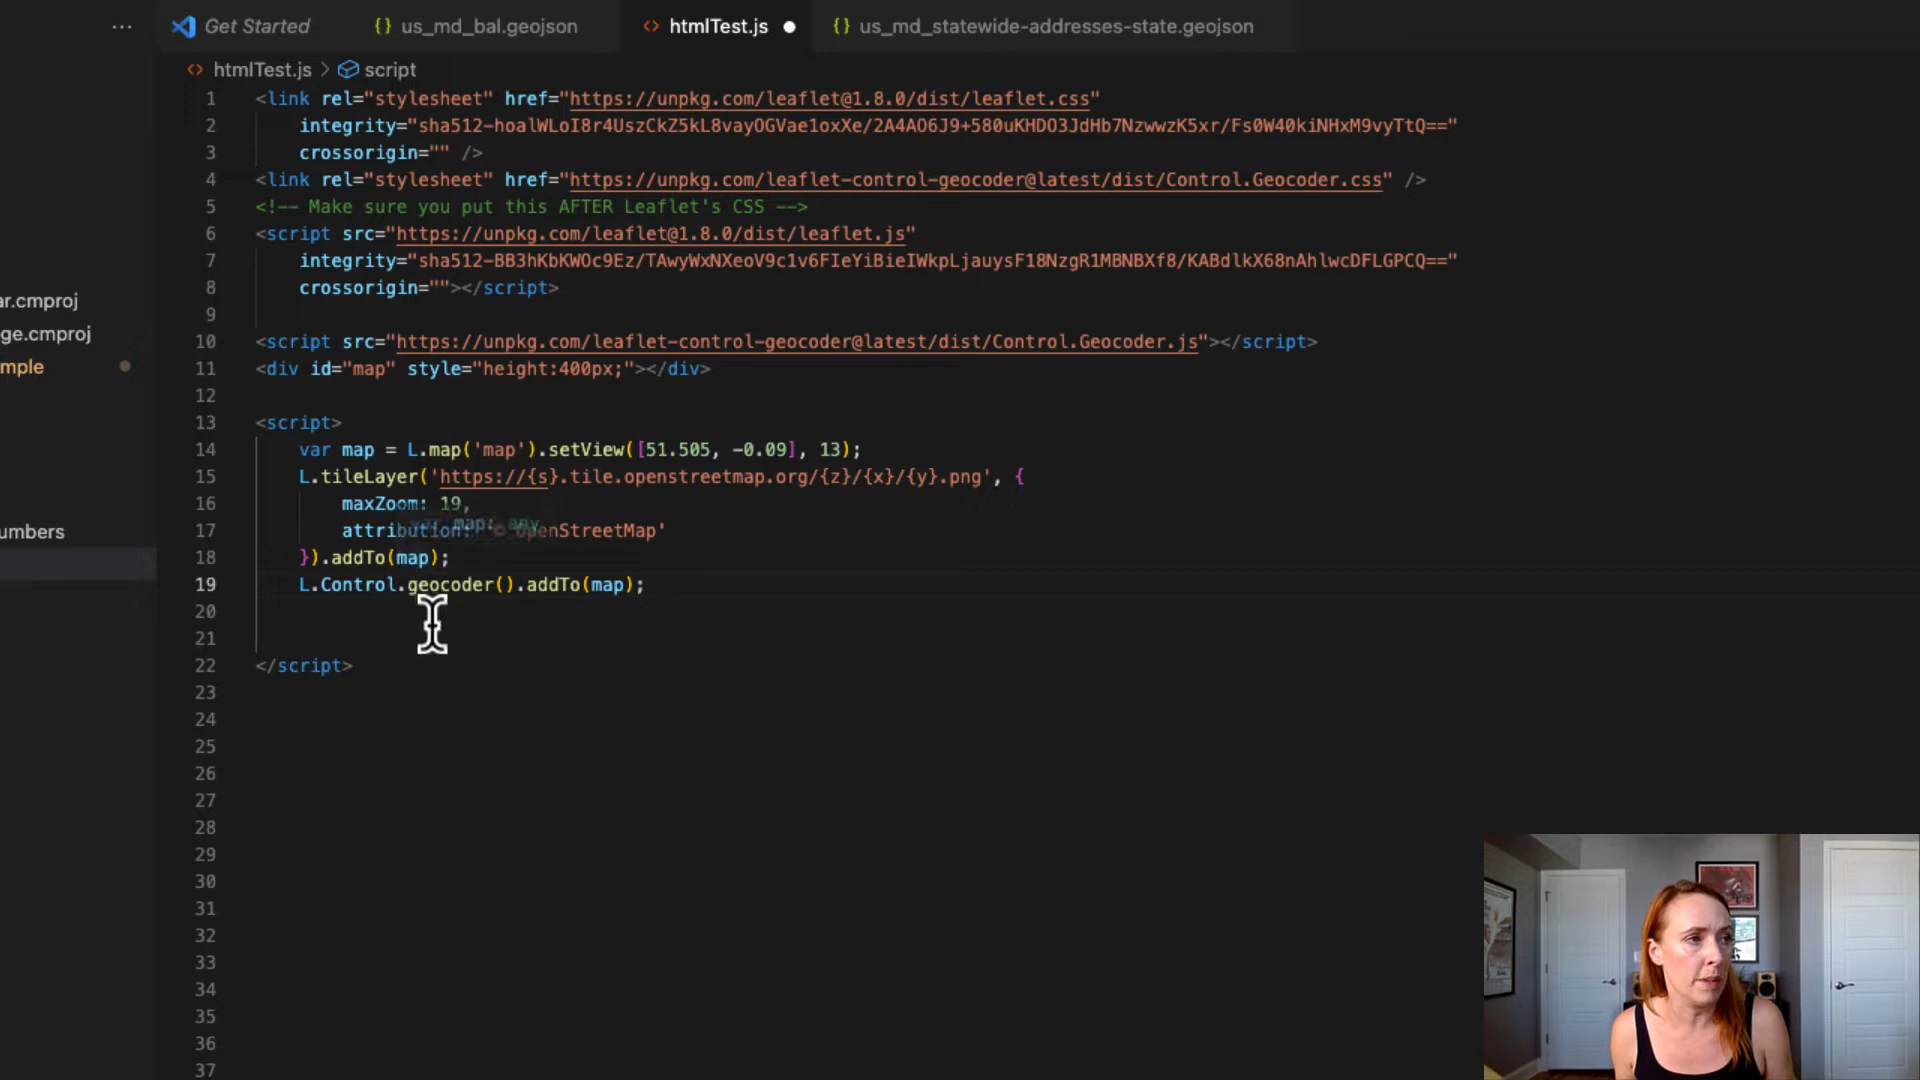 … Get Started {} us_md_bal.geojson <> htmlTest.js ● {} us_md_statewide-addresses-state.geojson
<> htmlTest.js > script
1 <link rel="stylesheet" href="https://unpkg.com/leaflet@1.8.0/dist/leaflet.css"
2 integrity="sha512-hoalWLoI8r4UszCkZ5kL8vayOGVae1oxXe/2A4AO6J9+580uKHDO3JdHb7NzwwzK5xr/Fs0W40kiNHxM9vyTtQ=="
3 crossorigin="" />
4 <link rel="stylesheet" href="https://unpkg.com/leaflet-control-geocoder@latest/dist/Control.Geocoder.css" />
5 <!-- Make sure you put this AFTER Leaflet's CSS -->
6 <script src="https://unpkg.com/leaflet@1.8.0/dist/leaflet.js"
7 integrity="sha512-BB3hKbKWOc9Ez/TAwyWxNXeoV9c1v6FIeYiBieIWkpLjauysF18NzgR1MBNBXf8/KABdlkX68nAhlwcDFLGPCQ=="
8 crossorigin=""></script>
9
10 <script src="https://unpkg.com/leaflet-control-geocoder@latest/dist/Control.Geocoder.js"></script>
11 <div id="map" style="height:400px;"></div>
12
13 <script>
14 var map = L.map('map').setView([51.505, -0.09], 13);
15 L.tileLayer('https://{s}.tile.openstreetmap.org/{z}/{x}/{y}.png', {
16 maxZoom: 19,
17 attribution: '© OpenStreetMap'
18 }).addTo(map);
19 L.Control.geocoder().addTo(map);
20
21
22 </script>
23
24
25
26
27
28
29
30
31
32
33
34
35
36
37
ar.cmproj
ge.cmproj
mple
umbers